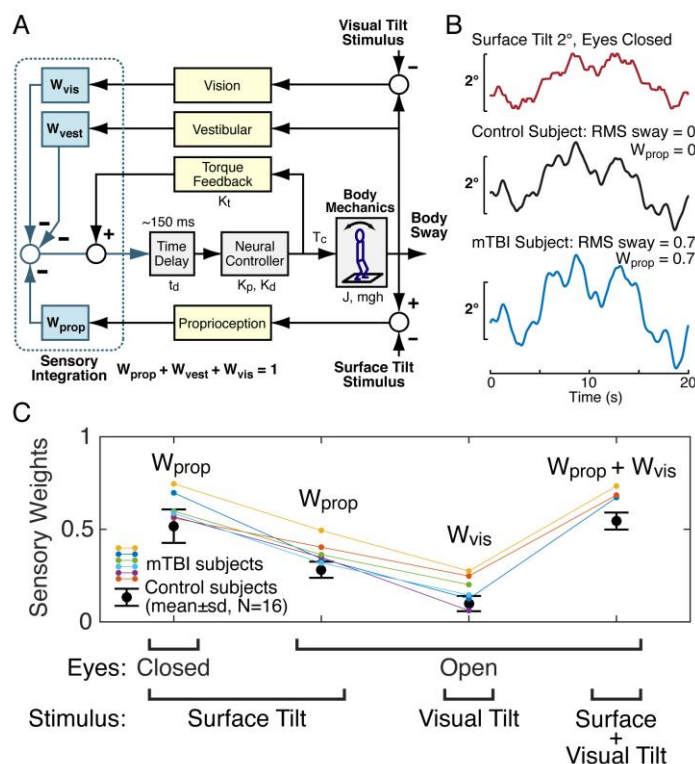 A
Visual Tilt
Stimulus
Wvis
Vision
Wvest
Vestibular
Torque
Feedback
Kt
~150 ms
Time
Delay
td
Neural
Controller
Kp, Kd
Tc
Body
Mechanics
J, mgh
Body
Sway
Wprop
Proprioception
Sensory
Integration
Wprop + Wvest + Wvis = 1
Surface Tilt
Stimulus
− − − − −
+ +
B
Surface Tilt 2°, Eyes Closed
2°
Control Subject: RMS sway = 0
Wprop = 0
2°
mTBI Subject: RMS sway = 0.7
Wprop = 0.7
2°
0 10 20
Time (s)
C
Sensory Weights
1
0.5
0
Wprop
Wprop
Wvis
Wprop + Wvis
mTBI subjects
Control subjects
(mean±sd, N=16)
Eyes: Closed Open
Stimulus: Surface Tilt Visual Tilt Surface
+
Visual Tilt